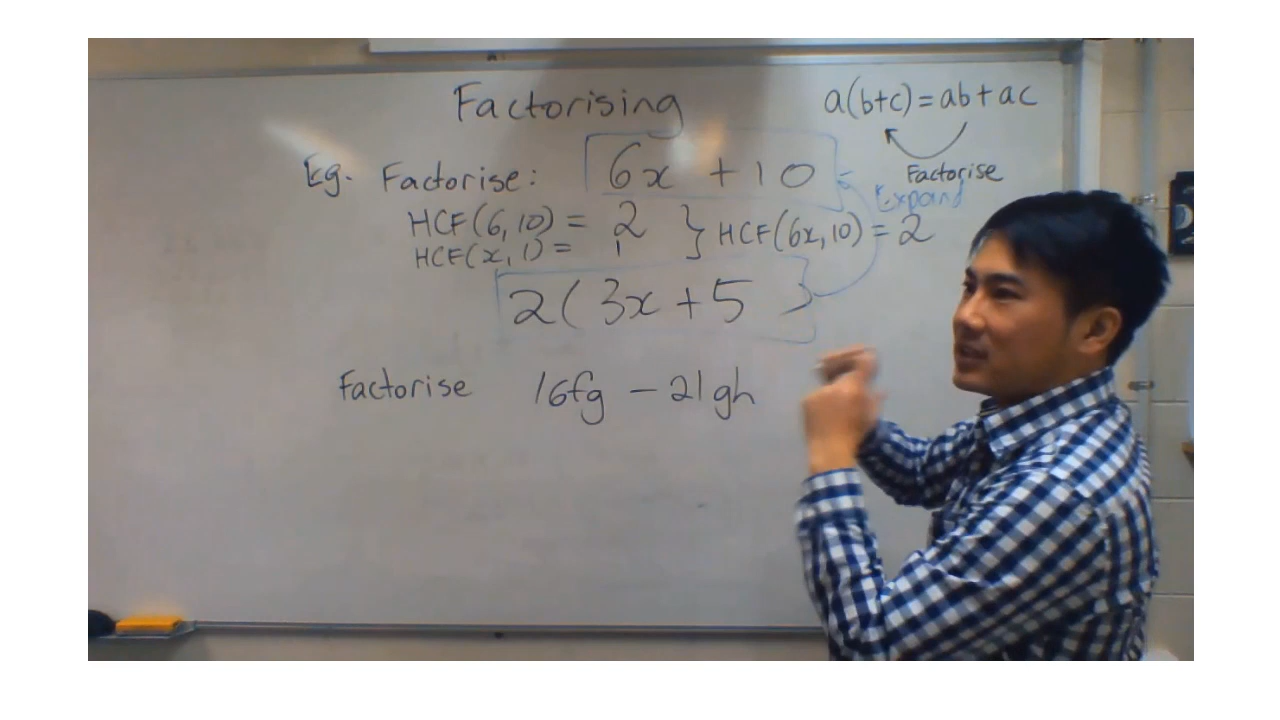 Factorising
a(b+c) = ab + ac
Factorise
Expand
Eg. Factorise: 6x + 10
HCF(6, 10) = 2
HCF(x, 1) = 1
} HCF(6x, 10) = 2
2( 3x + 5 )
Factorise 16fg - 21gh